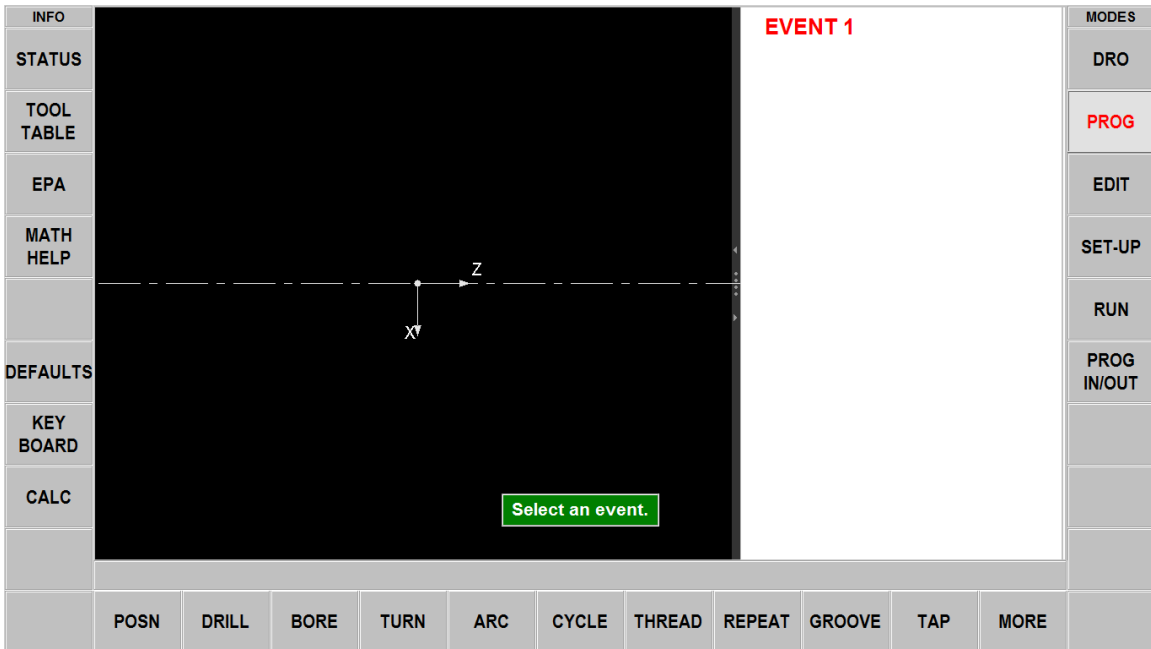 INFO
STATUS
TOOL
TABLE
EPA
MATH
HELP
DEFAULTS
KEY
BOARD
CALC
Z
X
Select an event.
EVENT 1
MODES
DRO
PROG
EDIT
SET-UP
RUN
PROG
IN/OUT
POSN DRILL BORE TURN ARC CYCLE THREAD REPEAT GROOVE TAP MORE